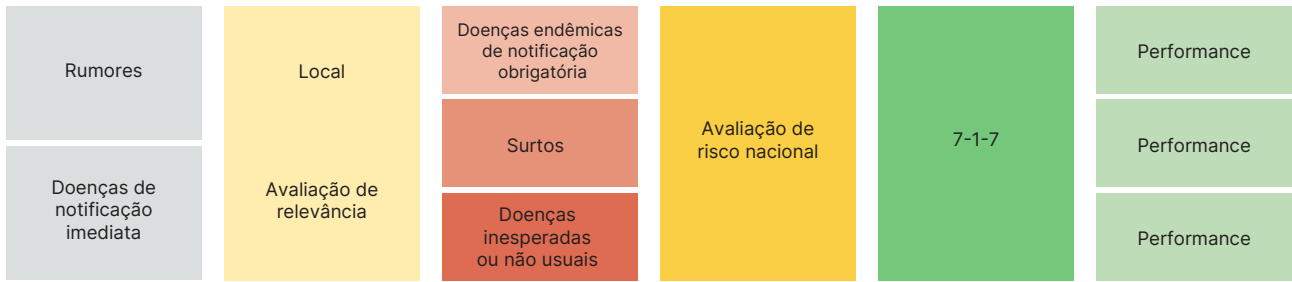 Rumores
Doenças de
notificação
imediata
Local
Avaliação de
relevância
Doenças endêmicas
de notificação
obrigatória
Surtos
Doenças
inesperadas
ou não usuais
Avaliação de
risco nacional
7-1-7
Performance
Performance
Performance